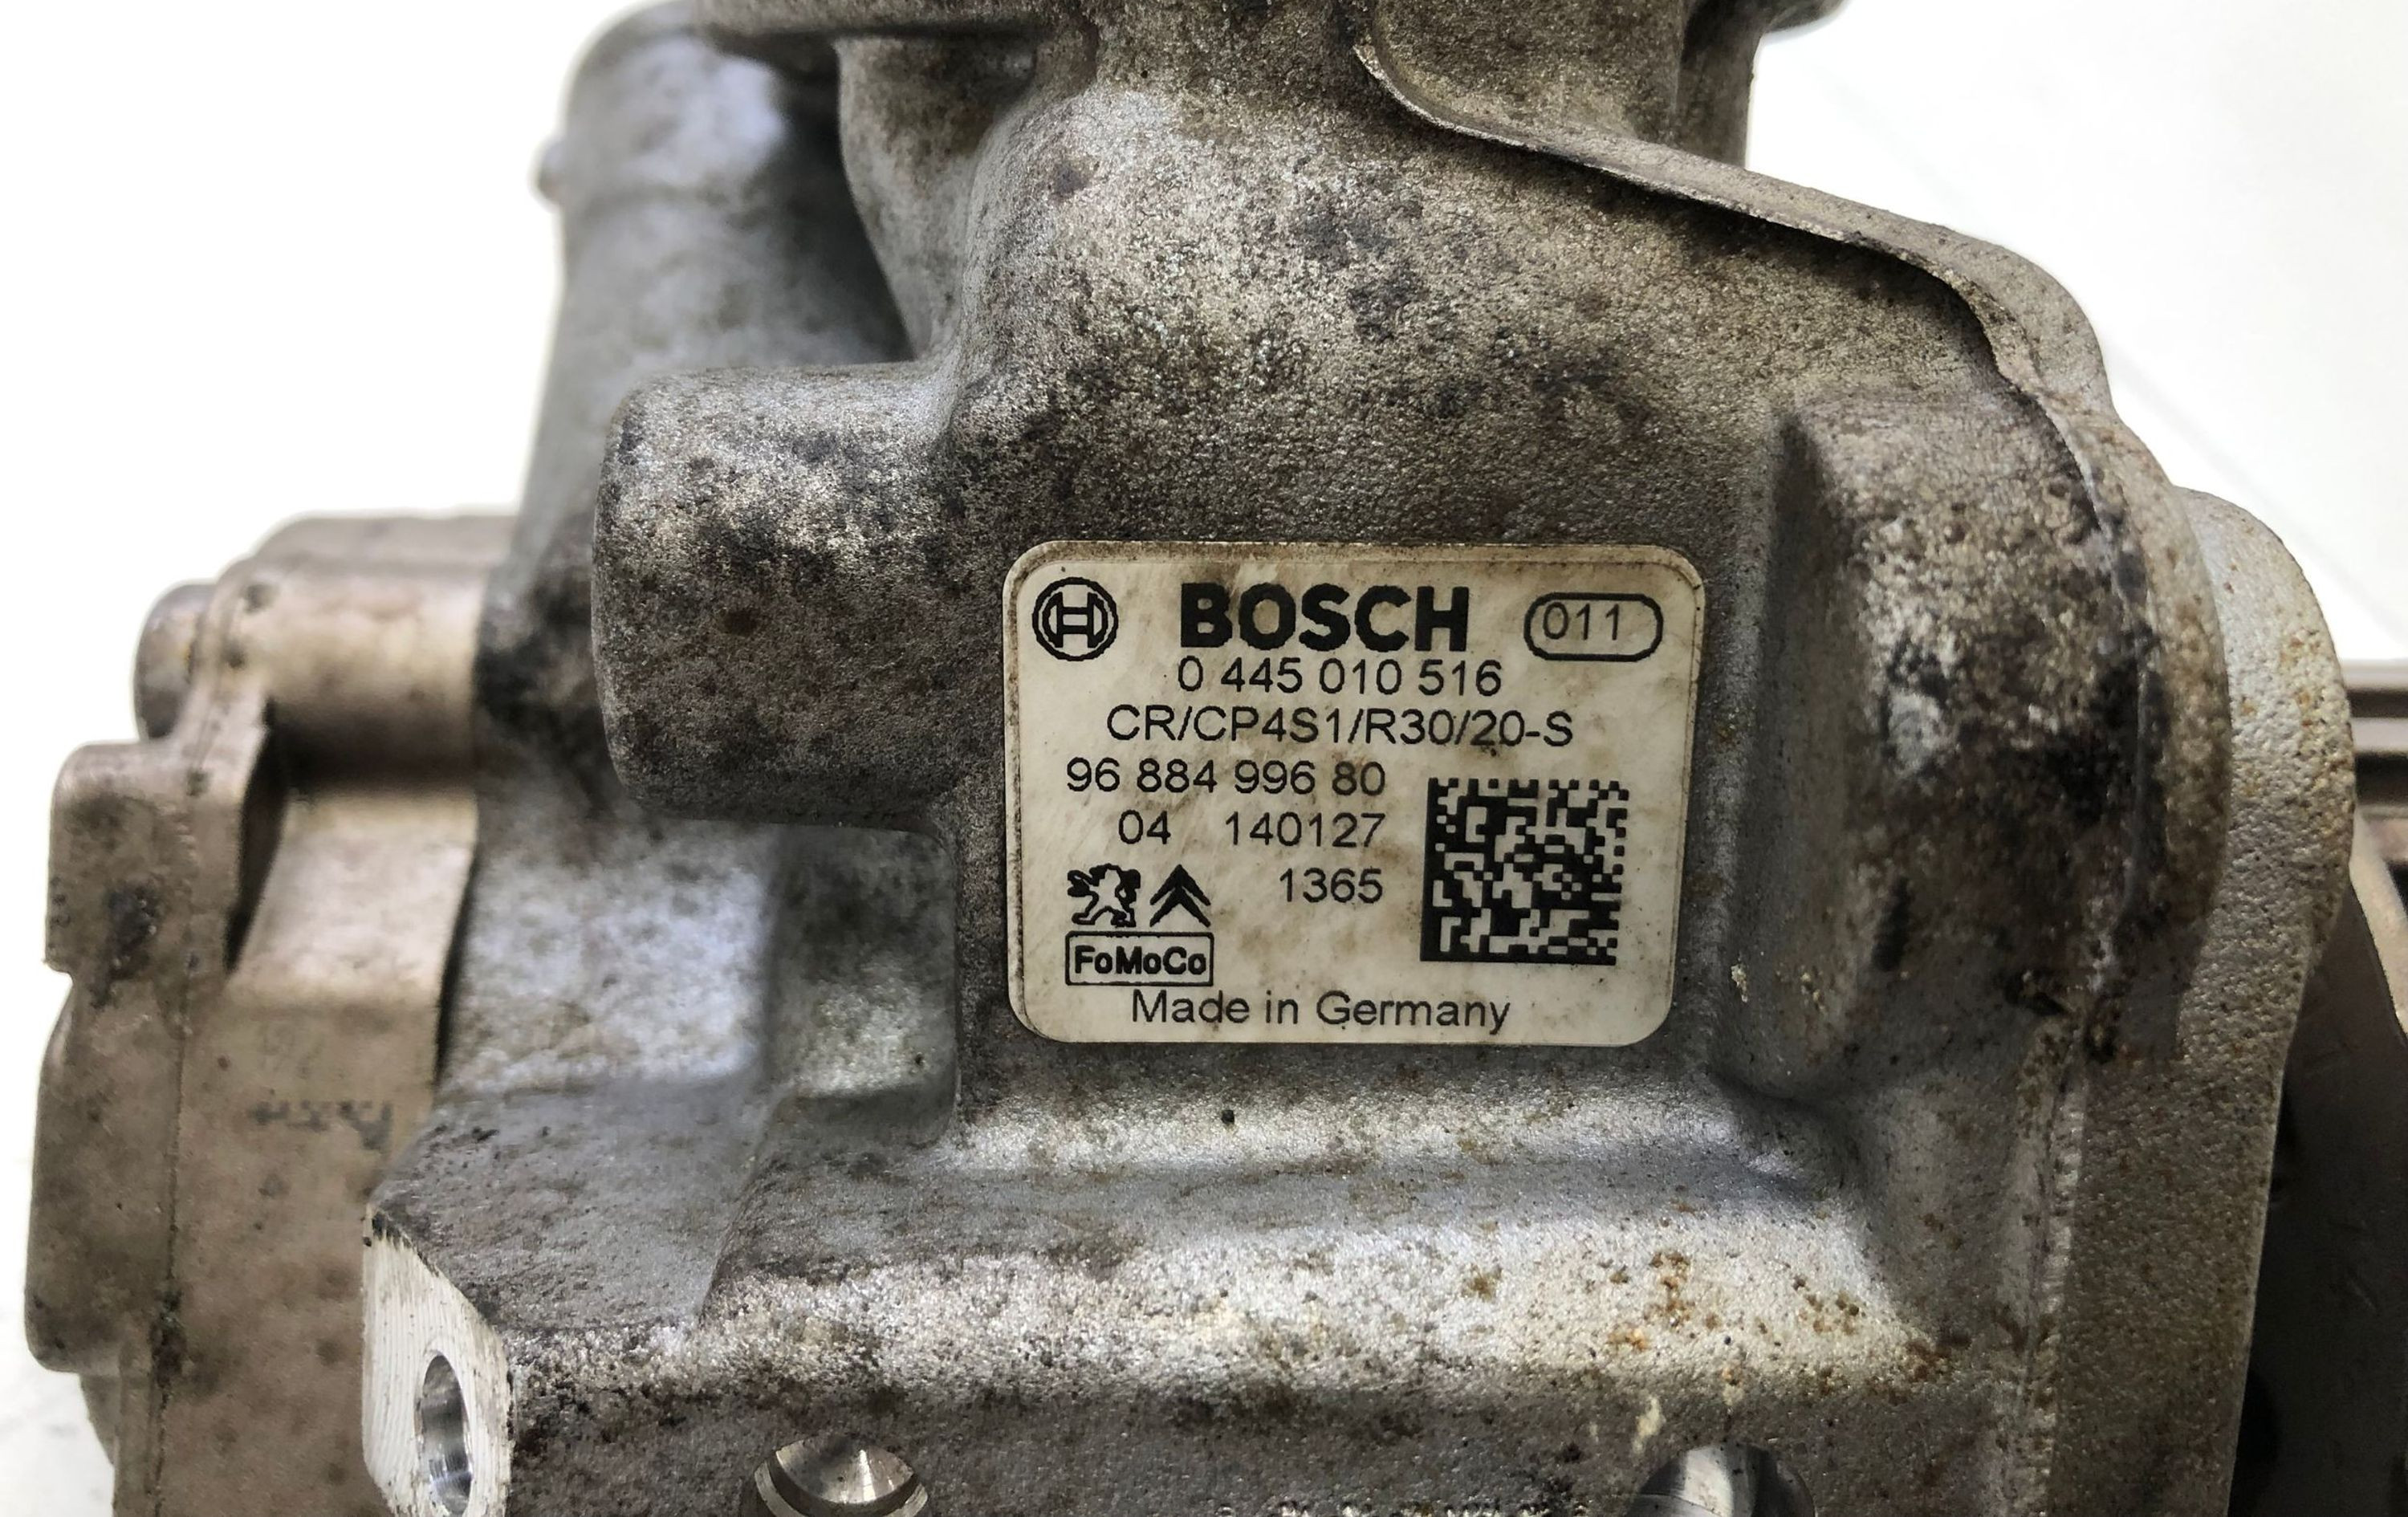 BOSCH 011
0 445 010 516
CR/CP4S1/R30/20-S
96 884 996 80
04 140127
1365
FoMoCo
Made in Germany